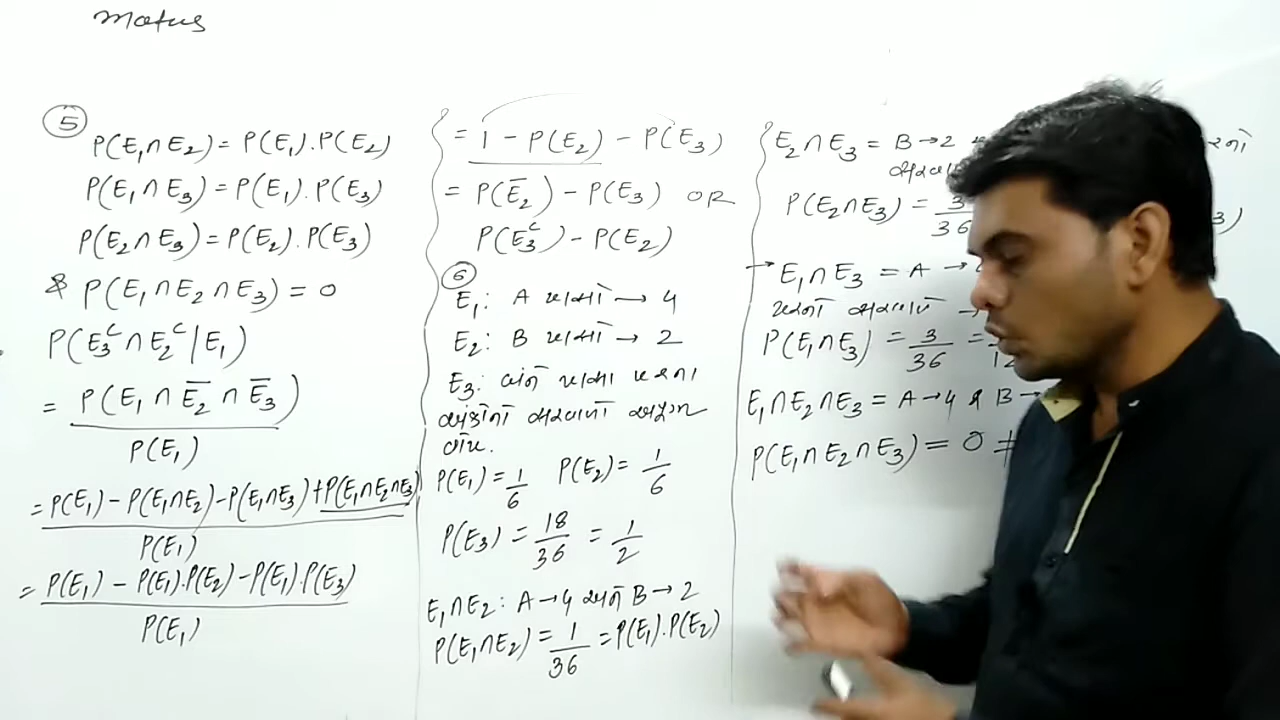 ⑤
P(E₁∩E₂) = P(E₁).P(E₂)
P(E₁∩E₃) = P(E₁).P(E₃)
P(E₂∩E₃) = P(E₂).P(E₃)
& P(E₁∩E₂∩E₃) = 0
P(E₃ᶜ∩E₂ᶜ|E₁)
= P(E₁∩E̅₂∩E̅₃)
P(E₁)
= P(E₁) - P(E₁∩E₂) - P(E₁∩E₃) + P(E₁∩E₂∩E₃)
P(E₁)
= P(E₁) - P(E₁).P(E₂) - P(E₁).P(E₃)
P(E₁)
= 1 - P(E₂) - P(E₃)
= P(E̅₂) - P(E₃) OR
P(E₃ᶜ) - P(E₂)
⑥
E₁: A પાસાનો → 4
E₂: B પાસાનો → 2
E₃: બંને પાસા પરના
સરવાળો
P(E₁) = 1/6 P(E₂) = 1/6
P(E₃) = 18/36 = 1/2
E₁∩E₂: A→4 અને B→2
P(E₁∩E₂) = 1/36 = P(E₁).P(E₂)
E₂∩E₃ = B→2
P(E₂∩E₃) = 3/36
→ E₁∩E₃ = A →
પરનો સરવાળો →
P(E₁∩E₃) = 3/36 =
E₁∩E₂∩E₃ = A→4 & B→
P(E₁∩E₂∩E₃) = 0 ≠